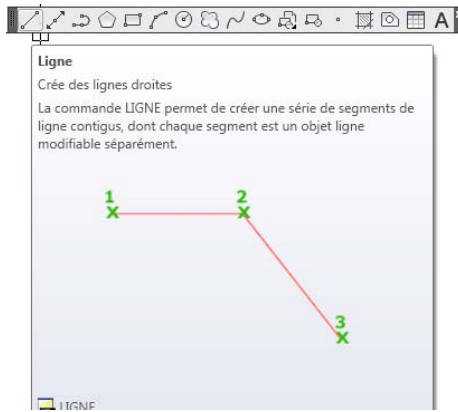 A
Ligne
Crée des lignes droites
La commande LIGNE permet de créer une série de segments de
ligne contigus, dont chaque segment est un objet ligne
modifiable séparément.
1
2
3
LIGNE